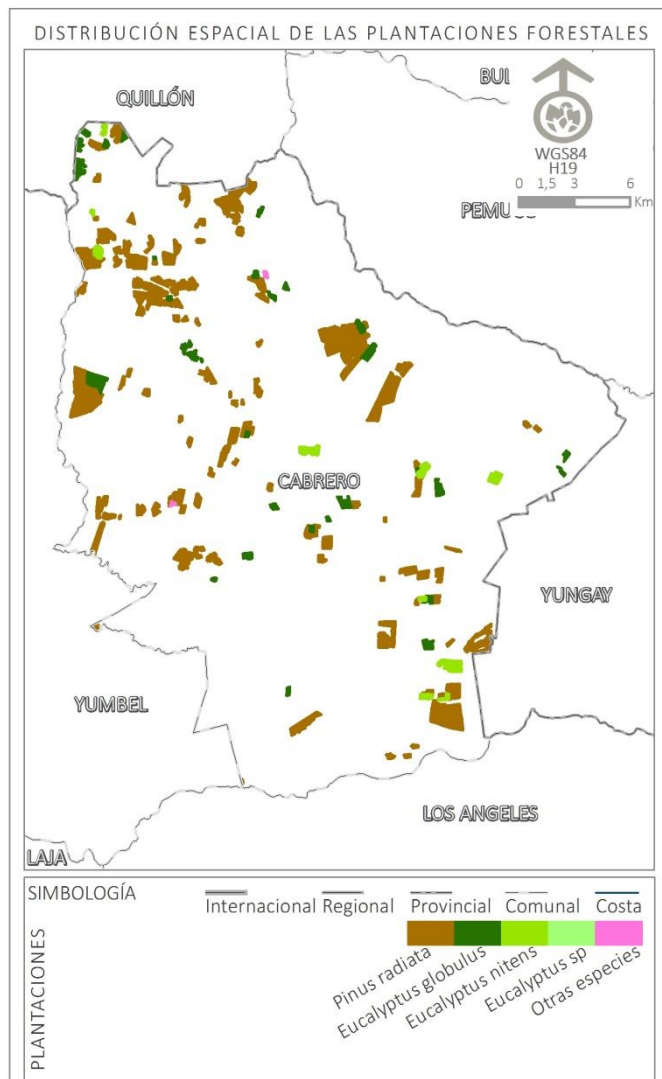 DISTRIBUCIÓN ESPACIAL DE LAS PLANTACIONES FORESTALES
BUL
QUILLÓN
WGS84
H19
0 1,5 3 6
Km
PEMUCO
CABRERO
YUNGAY
YUMBEL
LOS ANGELES
LAJA
SIMBOLOGÍA
Internacional Regional Provincial Comunal Costa
PLANTACIONES
Pinus radiata
Eucalyptus globulus
Eucalyptus nitens
Eucalyptus sp
Otras especies